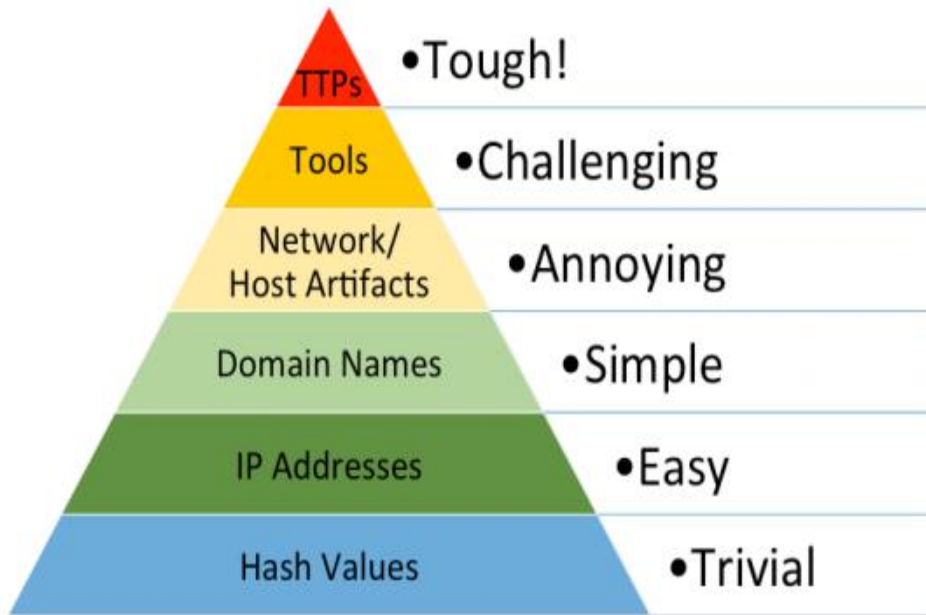 TTPs
•Tough!
Tools
•Challenging
Network/
Host Artifacts
•Annoying
Domain Names
•Simple
IP Addresses
•Easy
Hash Values
•Trivial